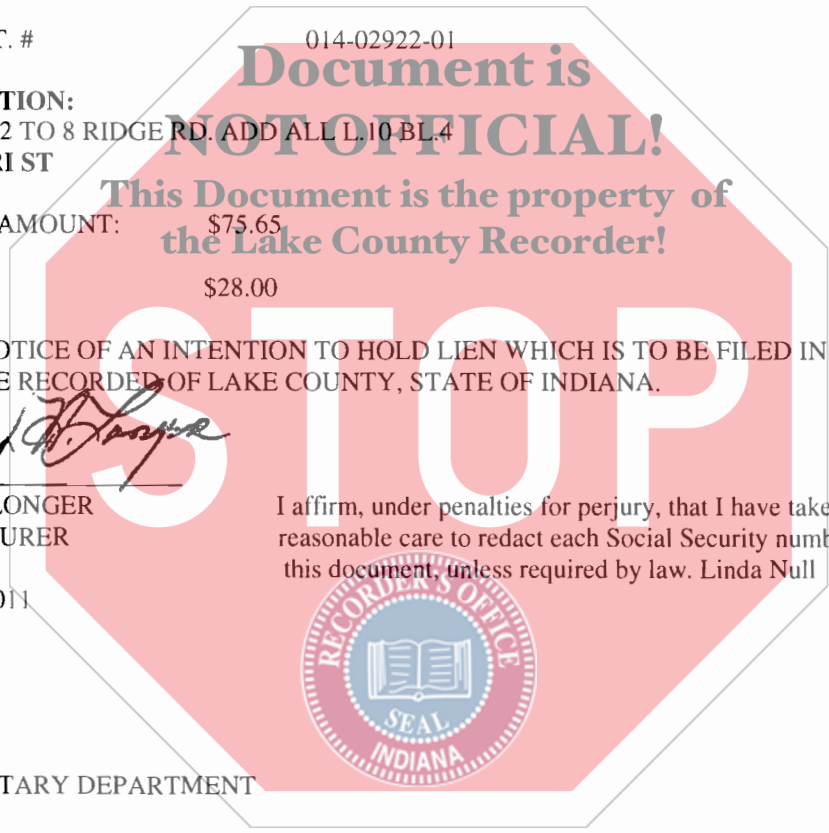 T. # 014-02922-01
Document is
TION:
2 TO 8 RIDGE RD. ADD ALL L.10 BL.4
NOT OFFICIAL!
RI ST
This Document is the property of
AMOUNT: $75.65
the Lake County Recorder!
$28.00
STOP
OTICE OF AN INTENTION TO HOLD LIEN WHICH IS TO BE FILED IN
E RECORDED OF LAKE COUNTY, STATE OF INDIANA.
LONGER I affirm, under penalties for perjury, that I have take
URER reasonable care to redact each Social Security numb
this document, unless required by law. Linda Null
011
RECORDER'S OFFICE
SEAL
INDIANA
TARY DEPARTMENT